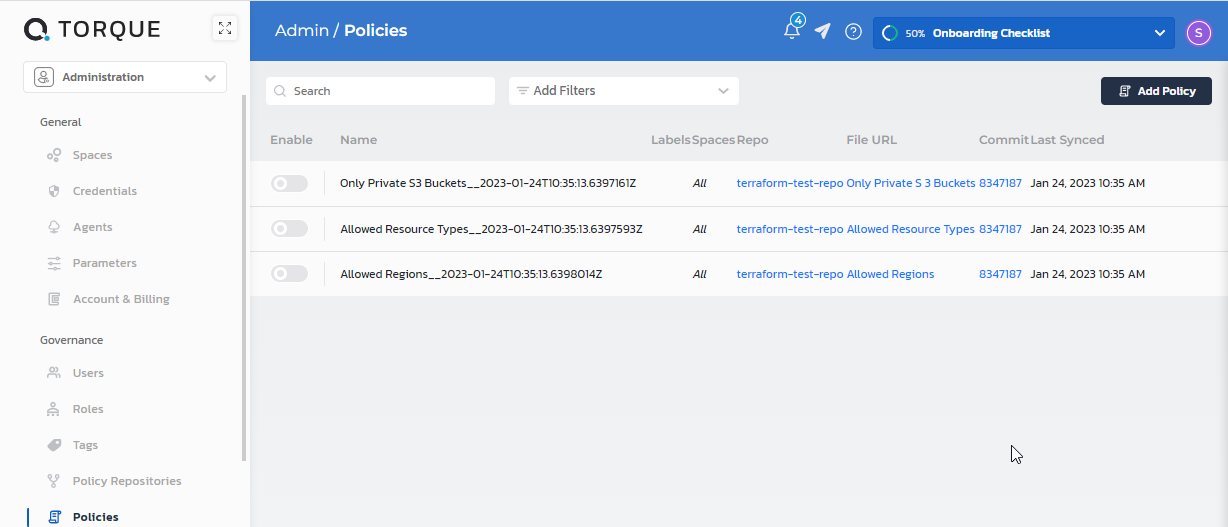 TORQUE
Admin / Policies
4
50% Onboarding Checklist
S
Administration
General
Spaces
Credentials
Agents
Parameters
Account & Billing
Governance
Users
Roles
Tags
Policy Repositories
Policies
Search
Add Filters
Add Policy
Enable Name Labels Spaces Repo File URL Commit Last Synced
Only Private S3 Buckets__2023-01-24T10:35:13.6397161Z All terraform-test-repo Only Private S 3 Buckets 8347187 Jan 24, 2023 10:35 AM
Allowed Resource Types__2023-01-24T10:35:13.6397593Z All terraform-test-repo Allowed Resource Types 8347187 Jan 24, 2023 10:35 AM
Allowed Regions__2023-01-24T10:35:13.6398014Z All terraform-test-repo Allowed Regions 8347187 Jan 24, 2023 10:35 AM